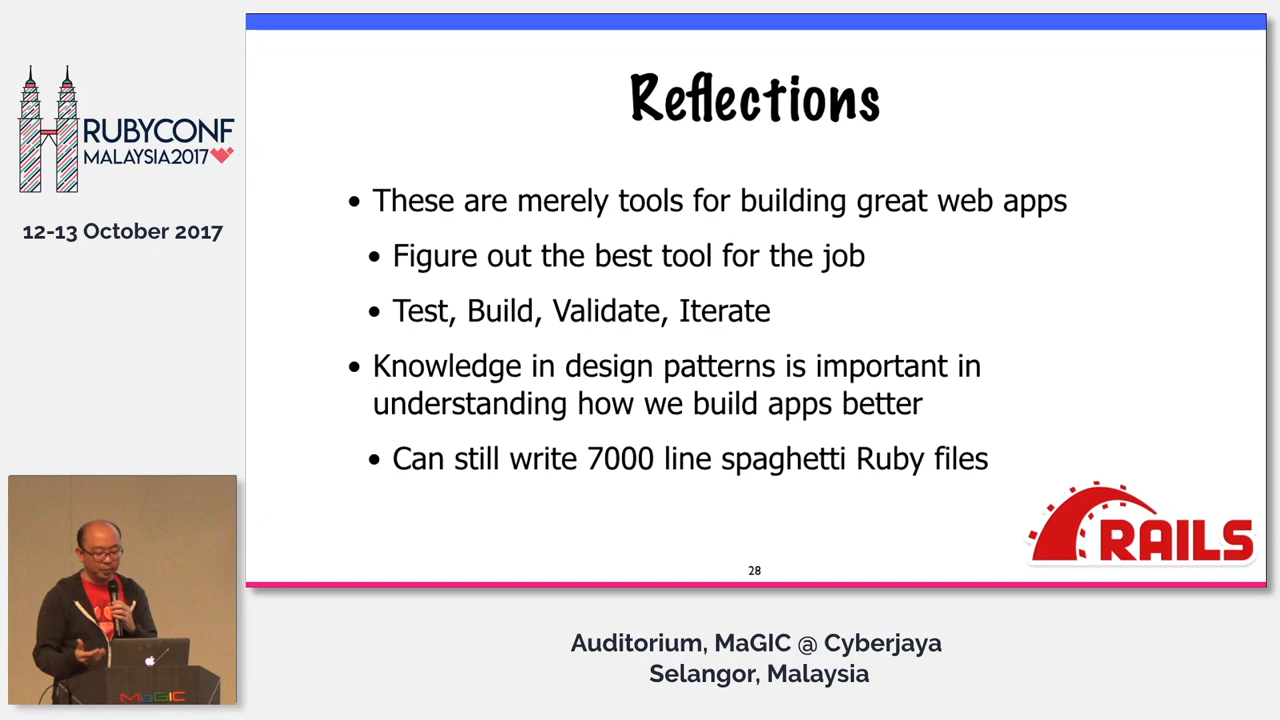 RUBYCONF
MALAYSIA2017
12-13 October 2017
Reflections
• These are merely tools for building great web apps
• Figure out the best tool for the job
• Test, Build, Validate, Iterate
• Knowledge in design patterns is important in
understanding how we build apps better
• Can still write 7000 line spaghetti Ruby files
RAILS
28
MaGIC
Auditorium, MaGIC @ Cyberjaya
Selangor, Malaysia